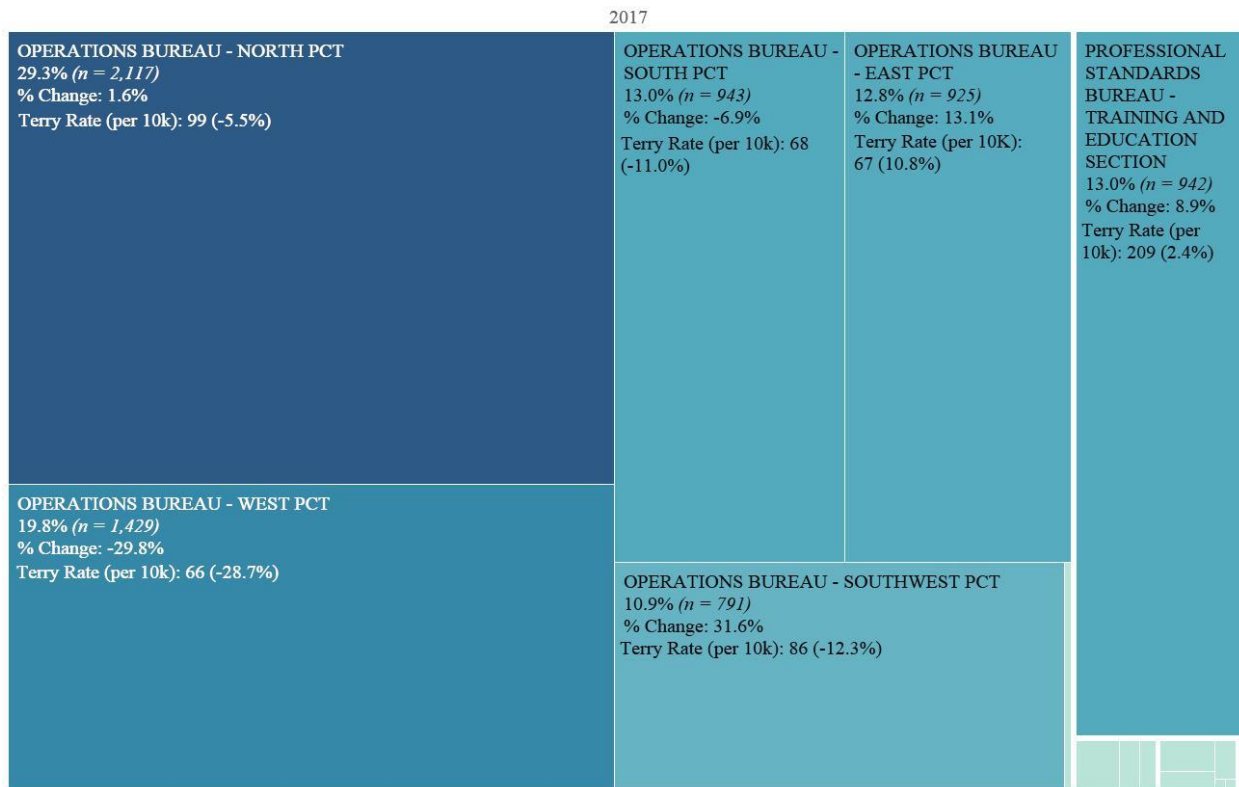 2017
OPERATIONS BUREAU - NORTH PCT
29.3% (n = 2,117)
% Change: 1.6%
Terry Rate (per 10k): 99 (-5.5%)
OPERATIONS BUREAU -
SOUTH PCT
13.0% (n = 943)
% Change: -6.9%
Terry Rate (per 10k): 68
(-11.0%)
OPERATIONS BUREAU
- EAST PCT
12.8% (n = 925)
% Change: 13.1%
Terry Rate (per 10K):
67 (10.8%)
PROFESSIONAL
STANDARDS
BUREAU -
TRAINING AND
EDUCATION
SECTION
13.0% (n = 942)
% Change: 8.9%
Terry Rate (per
10k): 209 (2.4%)
OPERATIONS BUREAU - WEST PCT
19.8% (n = 1,429)
% Change: -29.8%
Terry Rate (per 10k): 66 (-28.7%)
OPERATIONS BUREAU - SOUTHWEST PCT
10.9% (n = 791)
% Change: 31.6%
Terry Rate (per 10k): 86 (-12.3%)